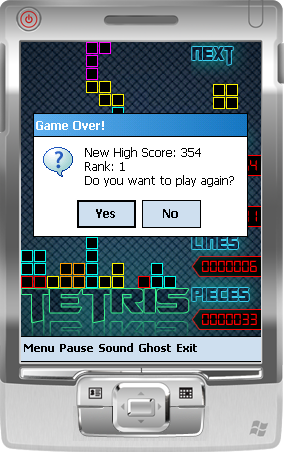 NEXT
Game Over!
New High Score: 354
Rank: 1
Do you want to play again?
Yes
No
LINES
0000006
TETRIS
PIECES
0000033
Menu Pause Sound Ghost Exit